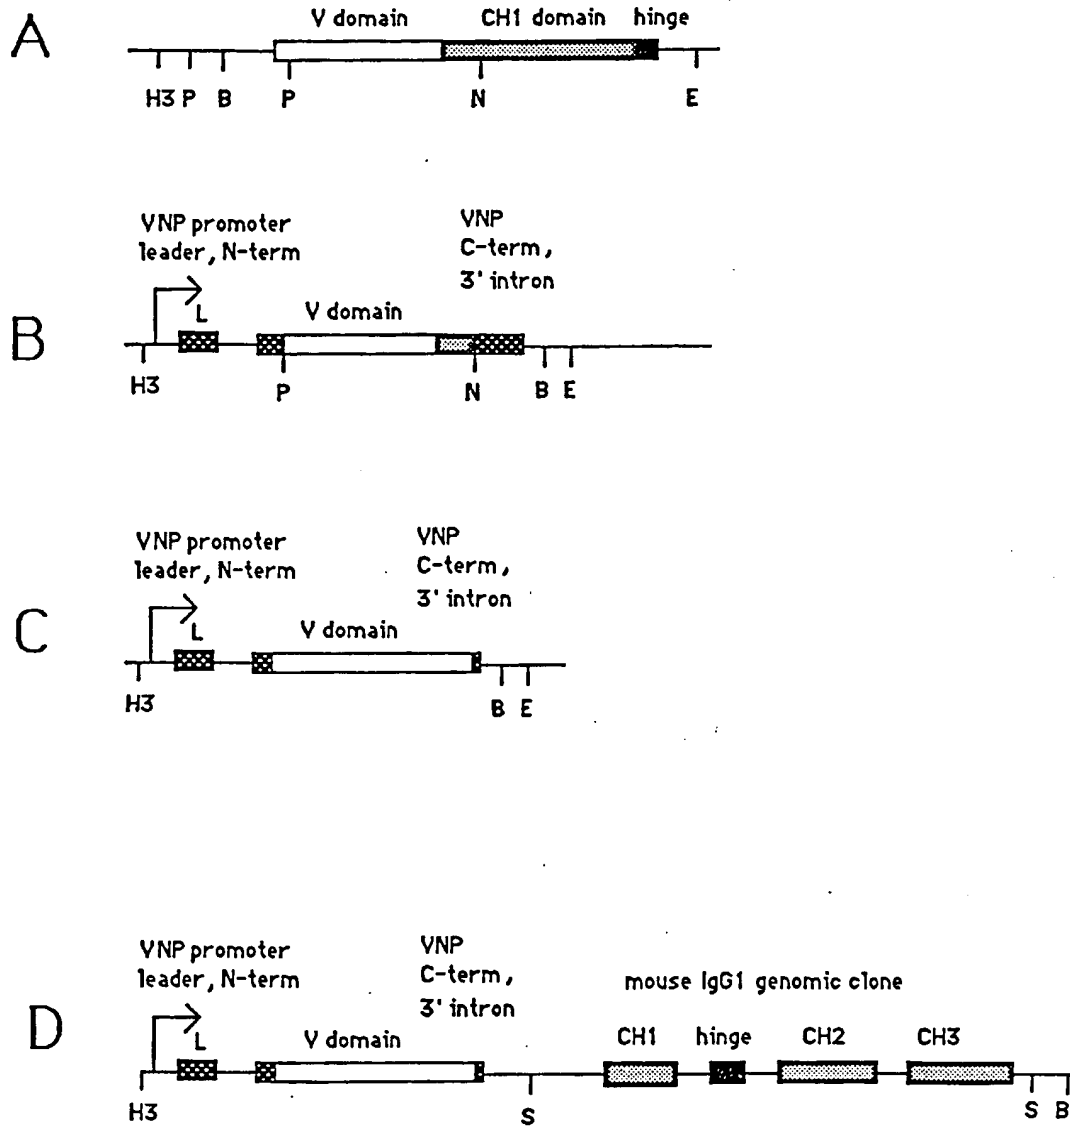 A
V domain CH1 domain hinge
H3 P B P N E
B
VNP promoter
leader, N-term
VNP
C-term,
3' intron
L
V domain
H3 P N B E
C
VNP promoter
leader, N-term
VNP
C-term,
3' intron
L
V domain
H3 B E
D
VNP promoter
leader, N-term
VNP
C-term,
3' intron
mouse IgG1 genomic clone
L
V domain
CH1 hinge CH2 CH3
H3 S S B